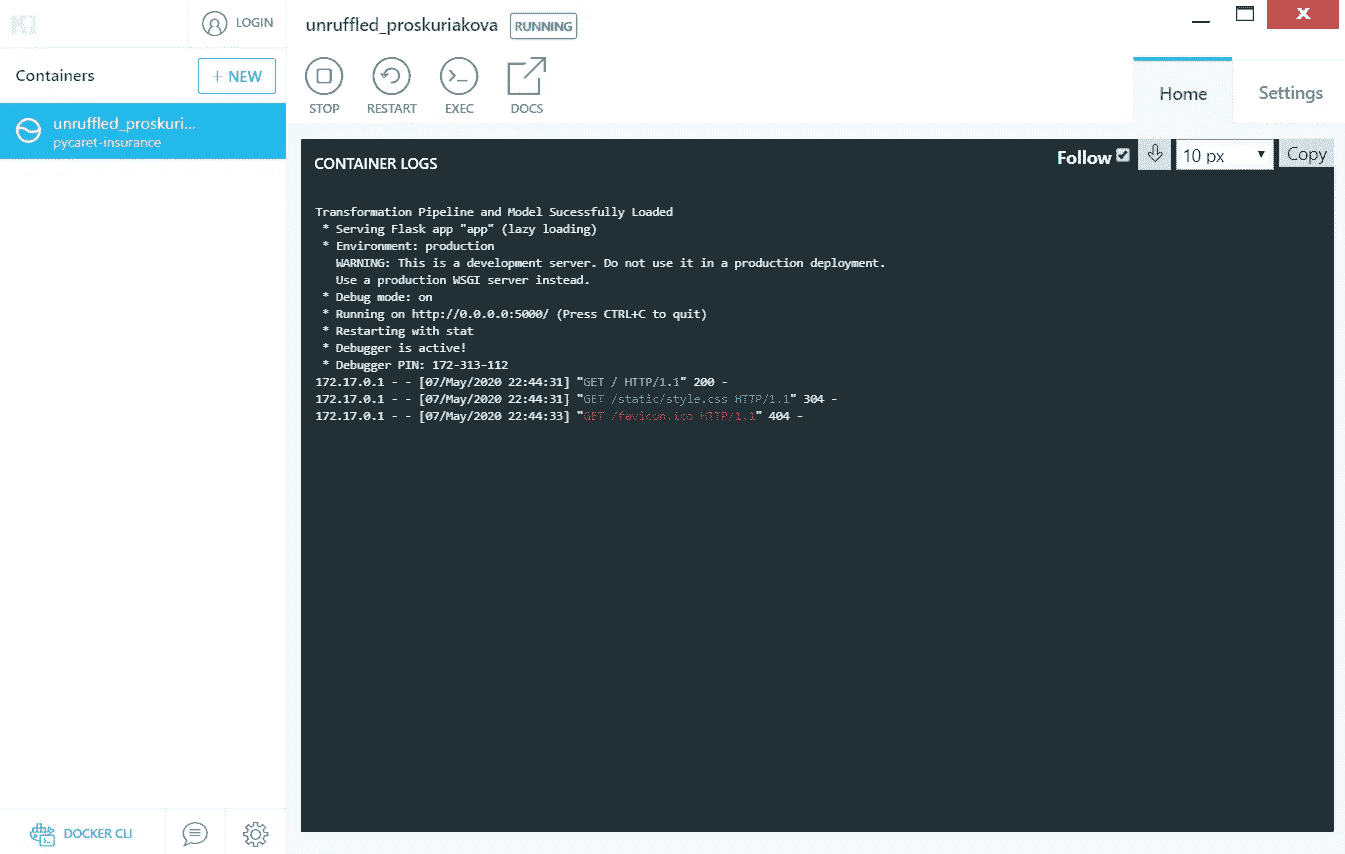 LOGIN
Containers
+ NEW
unruffled_proskuri...
pycaret-insurance
DOCKER CLI
unruffled_proskuriakova RUNNING
STOP RESTART EXEC DOCS
Home Settings
CONTAINER LOGS
Follow 10 px Copy
Transformation Pipeline and Model Sucessfully Loaded
* Serving Flask app "app" (lazy loading)
* Environment: production
WARNING: This is a development server. Do not use it in a production deployment.
Use a production WSGI server instead.
* Debug mode: on
* Running on http://0.0.0.0:5000/ (Press CTRL+C to quit)
* Restarting with stat
* Debugger is active!
* Debugger PIN: 172-313-112
172.17.0.1 - - [07/May/2020 22:44:31] "GET / HTTP/1.1" 200 -
172.17.0.1 - - [07/May/2020 22:44:31] "GET /static/style.css HTTP/1.1" 304 -
172.17.0.1 - - [07/May/2020 22:44:33] "GET /favicon.ico HTTP/1.1" 404 -